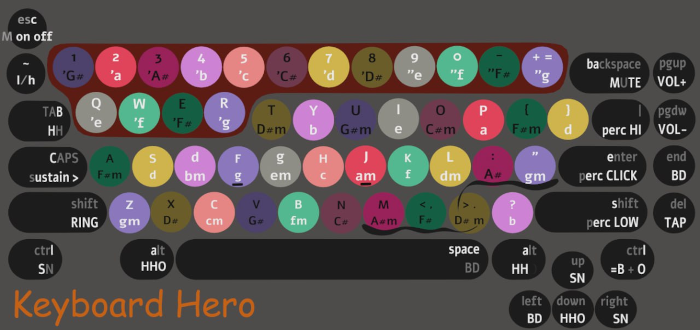 esc
M on off
1 2 3 4 5 6 7 8 9 0 - + =
'G# 'a 'A# 'b 'c 'C# 'd 'D# "e "f "F# "g
~
I/h
backspace
MUTE
pgup
VOL+
TAB
HH
Q W E R T Y U I O P [ ] |
'e 'f 'F# 'g D#m b G#m e C#m a F#m d perc HI
pgdw
VOL-
CAPS
sustain >
A S D F G H J K L : "
F#m d bm g em c am f dm A# gm
enter
perc CLICK
end
BD
shift
RING
Z X C V B N M <, >. ?
gm D# cm G# fm C# A#m F# D# m b
shift
perc LOW
del
TAP
ctrl
SN
alt
HHO
space
BD
alt
HH
up
SN
ctrl
=B + O
left
BD
down
HHO
right
SN
Keyboard Hero